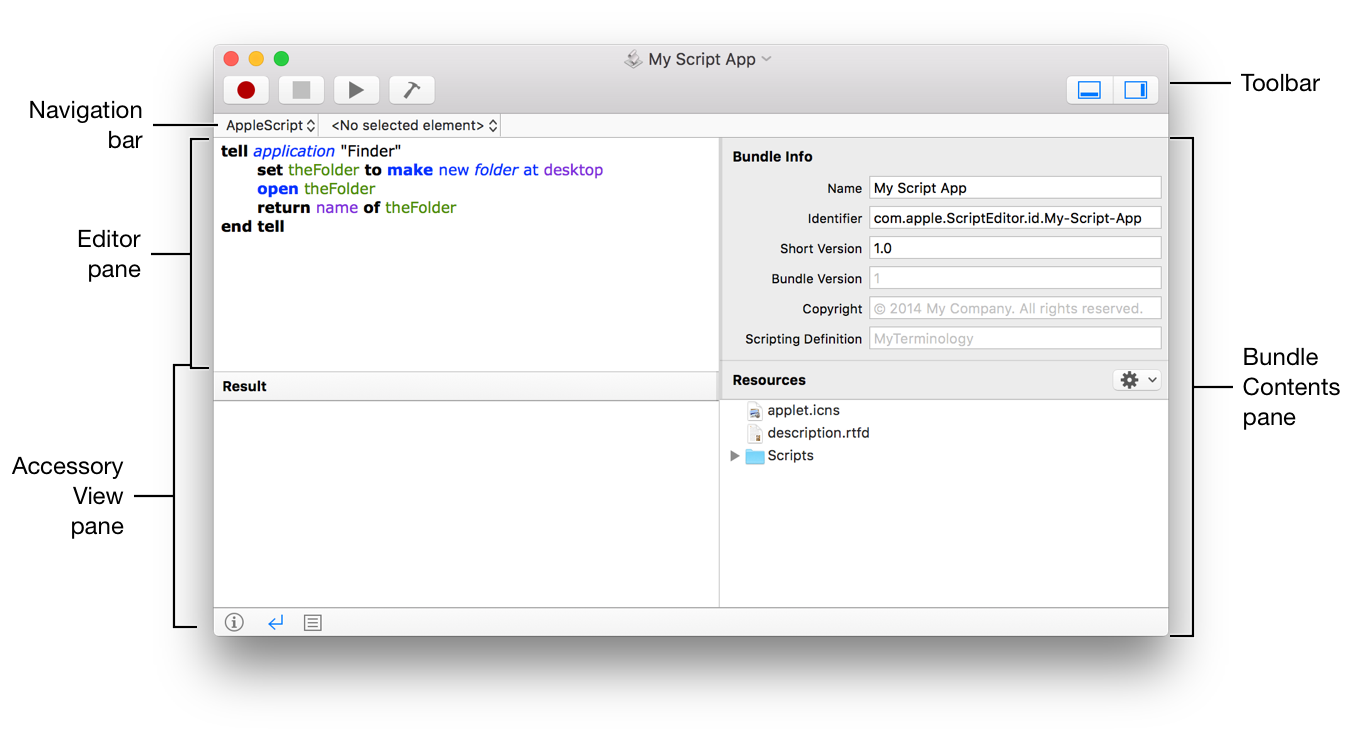 My Script App
Toolbar
Navigation
bar
AppleScript
<No selected element>
Editor
pane
tell application "Finder"
set theFolder to make new folder at desktop
open theFolder
return name of theFolder
end tell
Bundle Info
Name My Script App
Identifier com.apple.ScriptEditor.id.My-Script-App
Short Version 1.0
Bundle Version 1
Copyright © 2014 My Company. All rights reserved.
Scripting Definition MyTerminology
Bundle
Contents
pane
Accessory
View
pane
Result
Resources
applet.icns
description.rtfd
Scripts